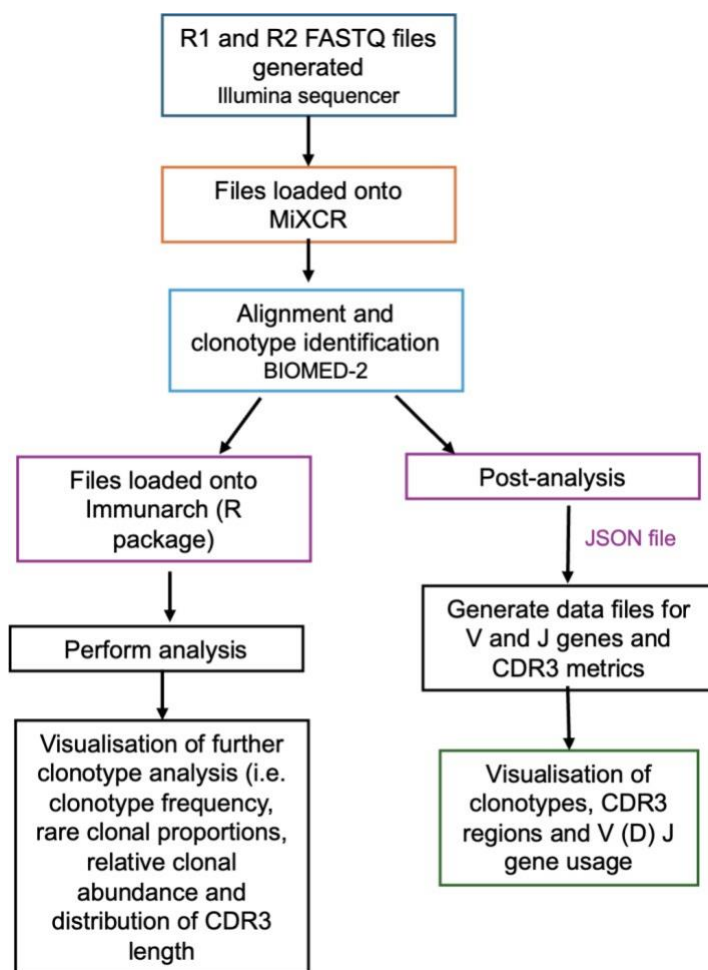 R1 and R2 FASTQ files
generated
Illumina sequencer
Files loaded onto
MiXCR
Alignment and
clonotype identification
BIOMED-2
Files loaded onto
Immunarch (R
package)
Perform analysis
Visualisation of further
clonotype analysis (i.e.
clonotype frequency,
rare clonal proportions,
relative clonal
abundance and
distribution of CDR3
length
Post-analysis
JSON file
Generate data files for
V and J genes and
CDR3 metrics
Visualisation of
clonotypes, CDR3
regions and V (D) J
gene usage